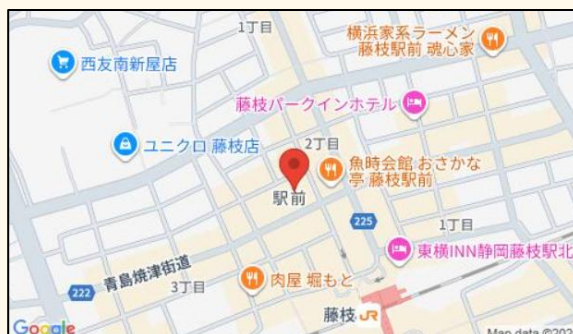 1丁目
横浜家系ラーメン
藤枝駅前 魂心家
西友南新屋店
藤枝パークインホテル
ユニクロ 藤枝店
2丁目
魚時会館 おさかな
亭 藤枝駅前
駅前
225
1丁目
東横INN静岡藤枝駅北
青島焼津街道
222
3丁目
肉屋 堀もと
藤枝 JR
Google
Map data ©202